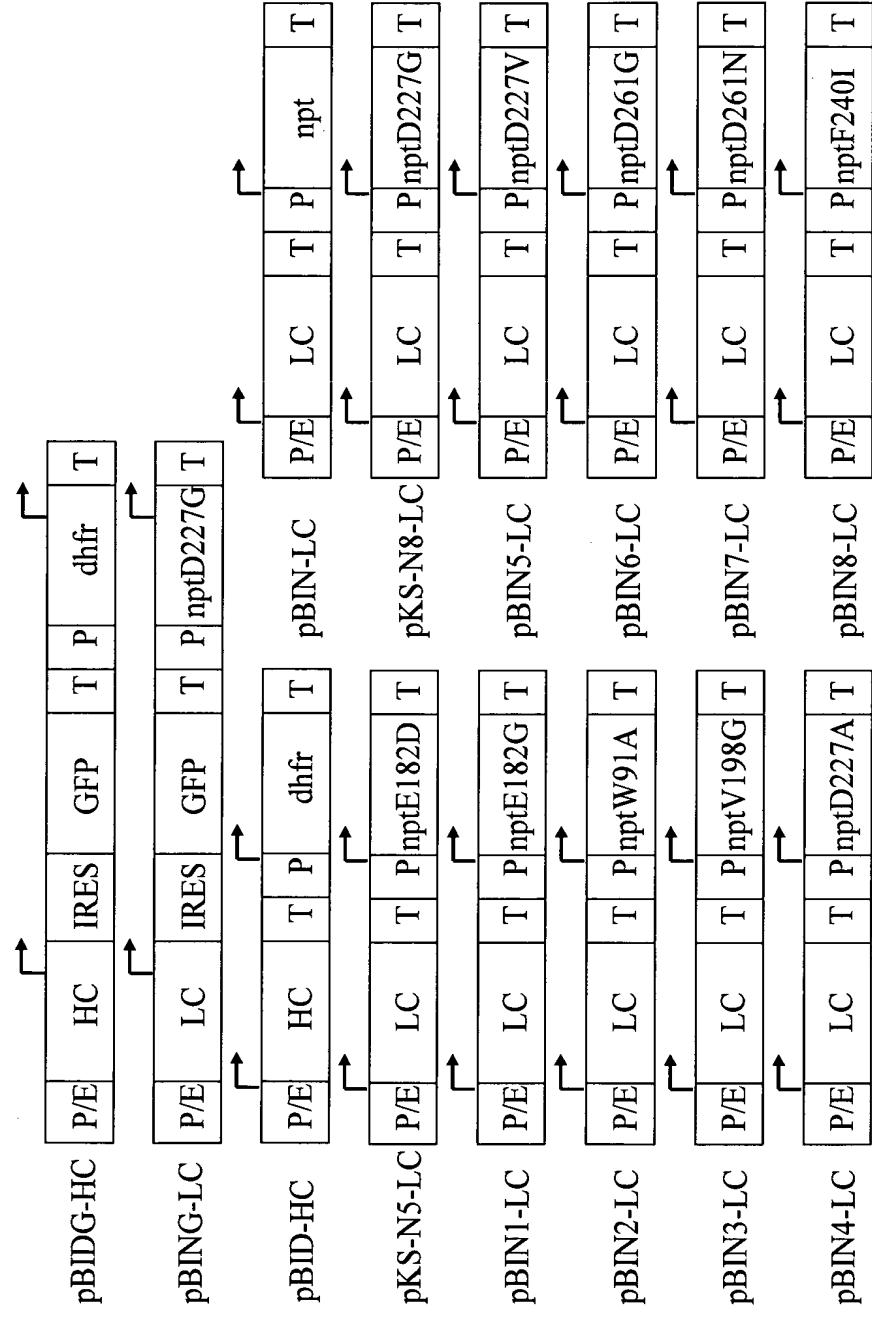 pBIDG-HC P/E HC IRES GFP T P dhfr T
pBING-LC P/E LC IRES GFP T P nptD227G T
pBID-HC P/E HC T P dhfr T
pKS-N5-LC P/E LC T P nptE182D T
pBIN1-LC P/E LC T P nptE182G T
pBIN2-LC P/E LC T P nptW91A T
pBIN3-LC P/E LC T P nptV198G T
pBIN4-LC P/E LC T P nptD227A T
pBIN-LC P/E LC T P npt T
pKS-N8-LC P/E LC T P nptD227G T
pBIN5-LC P/E LC T P nptD227V T
pBIN6-LC P/E LC T P nptD261G T
pBIN7-LC P/E LC T P nptD261N T
pBIN8-LC P/E LC T P nptF240I T